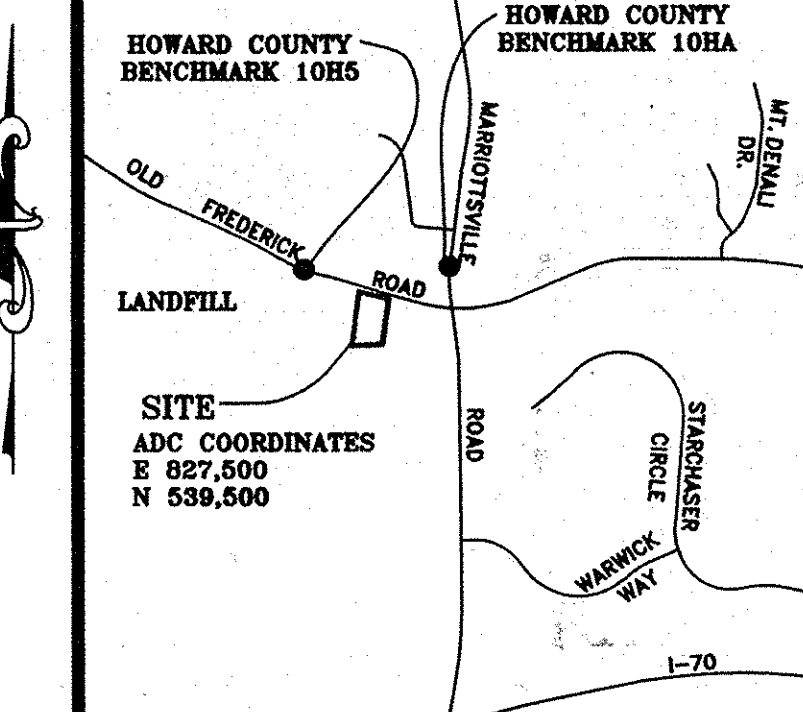 HOWARD COUNTY
BENCHMARK 10H5
HOWARD COUNTY
BENCHMARK 10HA
MT. DENALI
DR.
MARRIOTTSVILLE
OLD
FREDERICK
ROAD
LANDFILL
SITE
ADC COORDINATES
E 827,500
N 539,500
ROAD
STARCHASER
CIRCLE
WARWICK
WAY
I-70